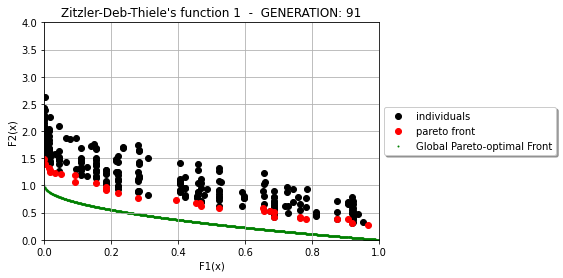 Zitzler-Deb-Thiele's function 1 - GENERATION: 91
4.0
3.5
3.0
2.5
2.0
1.5
1.0
0.5
0.0
F2(x)
0.0 0.2 0.4 0.6 0.8 1.0
F1(x)
individuals
pareto front
Global Pareto-optimal Front